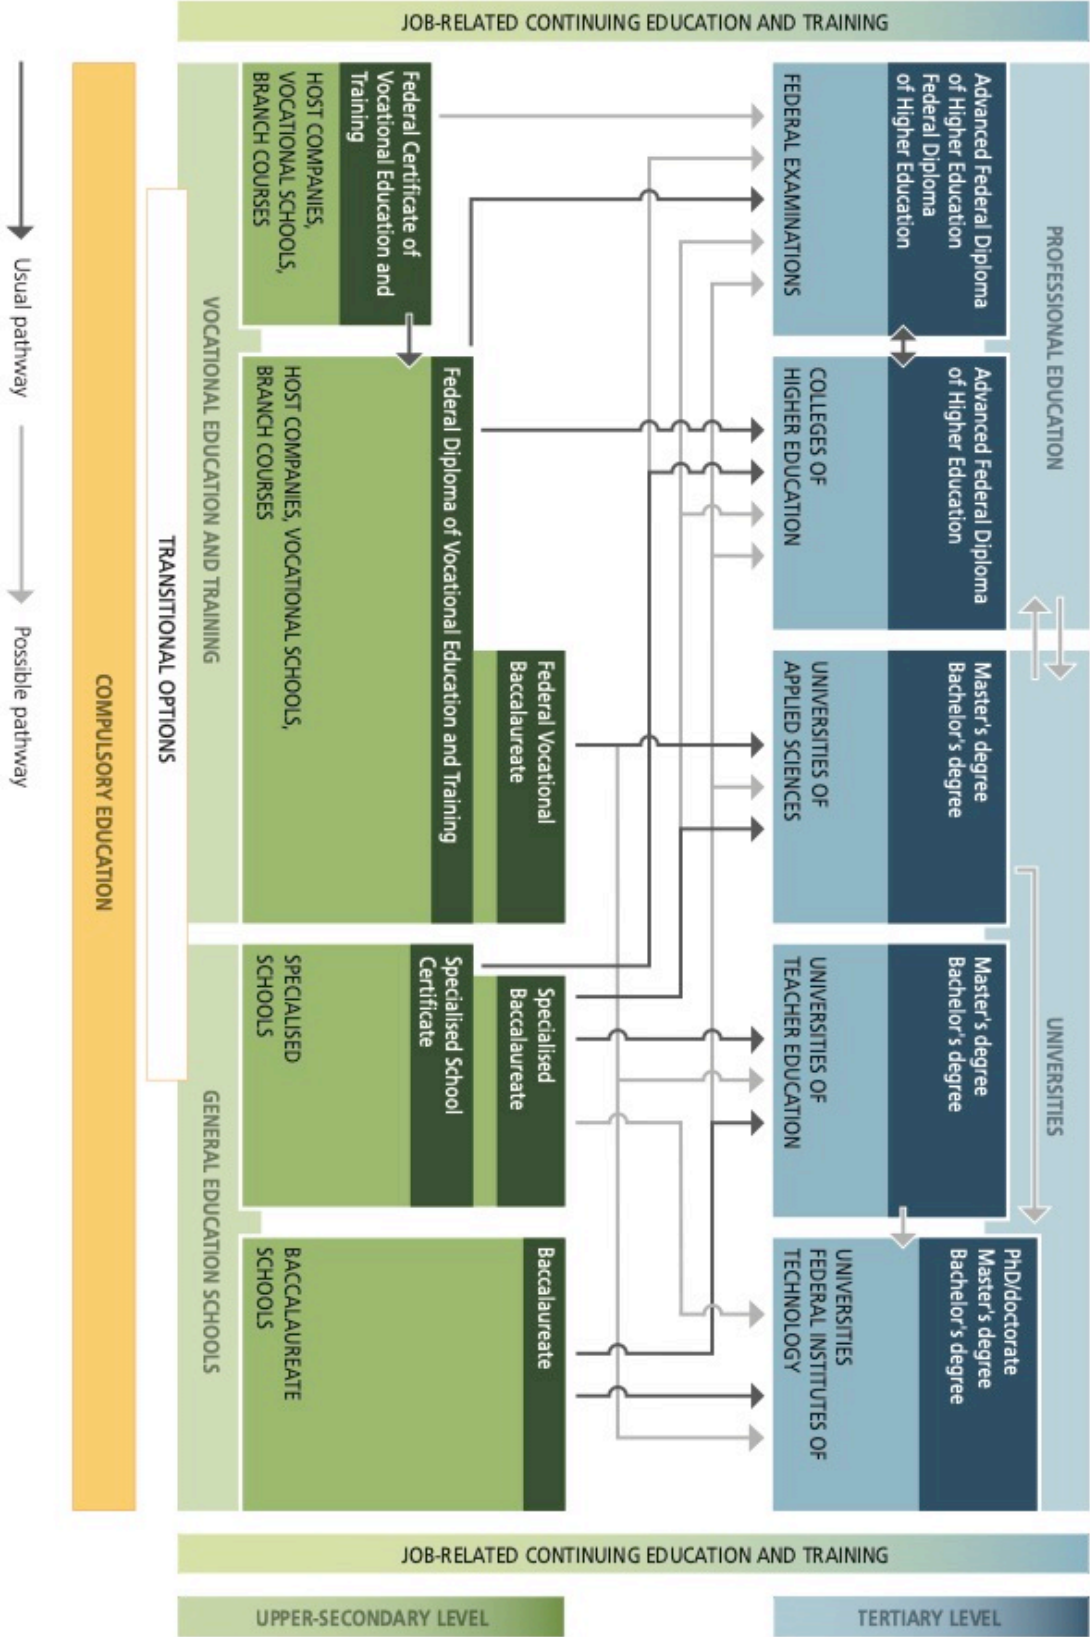 JOB-RELATED CONTINUING EDUCATION AND TRAINING
PROFESSIONAL EDUCATION
UNIVERSITIES
Advanced Federal Diploma
of Higher Education
Federal Diploma
of Higher Education
FEDERAL EXAMINATIONS
Advanced Federal Diploma
of Higher Education
COLLEGES OF
HIGHER EDUCATION
Master's degree
Bachelor's degree
UNIVERSITIES OF
APPLIED SCIENCES
Master's degree
Bachelor's degree
UNIVERSITIES OF
TEACHER EDUCATION
PhD/doctorate
Master's degree
Bachelor's degree
UNIVERSITIES
FEDERAL INSTITUTES OF
TECHNOLOGY
Federal Certificate of
Vocational Education and
Training
HOST COMPANIES,
VOCATIONAL SCHOOLS,
BRANCH COURSES
Federal Vocational
Baccalaureate
Federal Diploma of Vocational Education and Training
HOST COMPANIES, VOCATIONAL SCHOOLS,
BRANCH COURSES
Specialised
Baccalaureate
Specialised School
Certificate
SPECIALISED
SCHOOLS
Baccalaureate
BACCALAUREATE
SCHOOLS
VOCATIONAL EDUCATION AND TRAINING
GENERAL EDUCATION SCHOOLS
TRANSITIONAL OPTIONS
COMPULSORY EDUCATION
Usual pathway
Possible pathway
JOB-RELATED CONTINUING EDUCATION AND TRAINING
TERTIARY LEVEL
UPPER-SECONDARY LEVEL